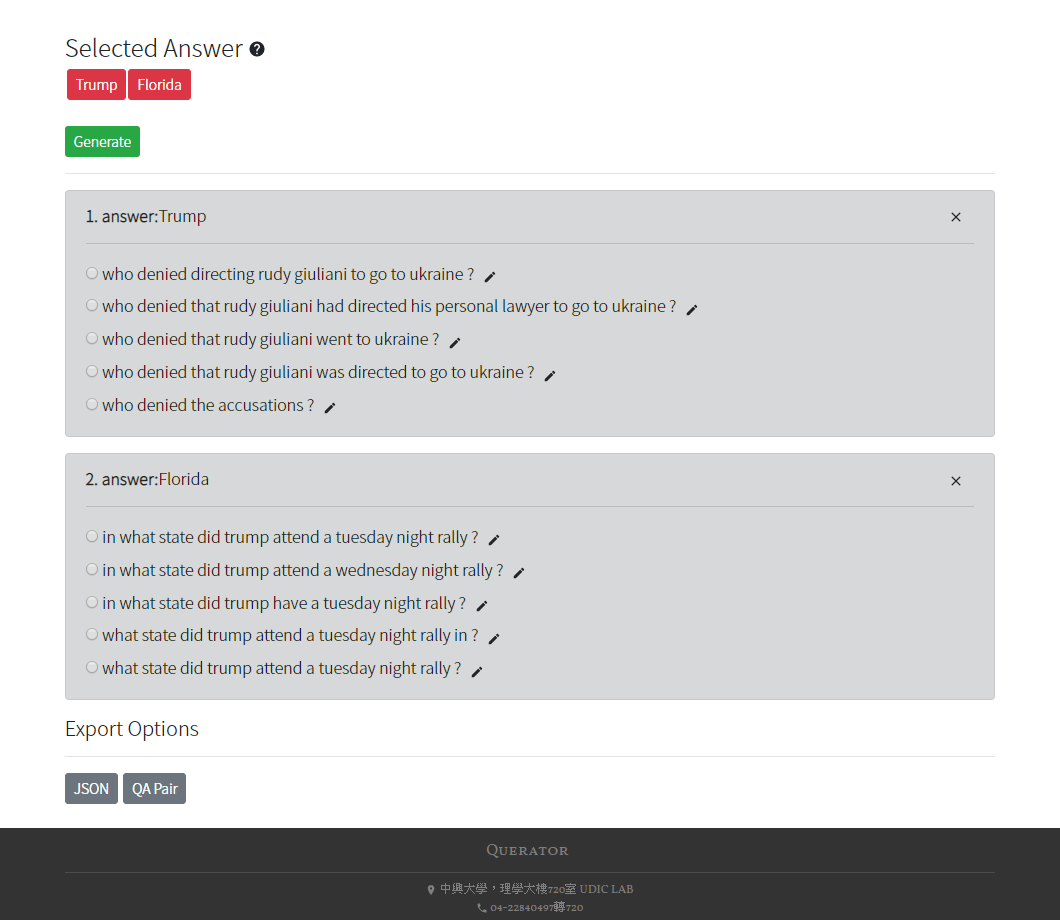 Selected Answer
Trump Florida
Generate
1. answer:Trump
who denied directing rudy giuliani to go to ukraine ?
who denied that rudy giuliani had directed his personal lawyer to go to ukraine ?
who denied that rudy giuliani went to ukraine ?
who denied that rudy giuliani was directed to go to ukraine ?
who denied the accusations ?
2. answer:Florida
in what state did trump attend a tuesday night rally ?
in what state did trump attend a wednesday night rally ?
in what state did trump have a tuesday night rally ?
what state did trump attend a tuesday night rally in ?
what state did trump attend a tuesday night rally ?
Export Options
JSON QA Pair
Querator
中興大學，理學大樓720室 UDIC LAB
04-22840497轉720